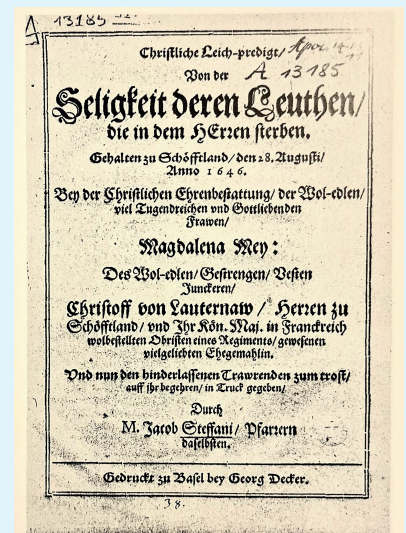 A 13185
Christliche Leich-predigt/ Apoc. 14.
Von der A 13185
Seligkeit deren Leuthen/
die in dem HErren sterben.
Gehalten zu Schöfftland/ den 28. Augusti/
Anno 1646.
Bey der Christlichen Ehrenbestattung/ der Wol-edlen/
viel Tugendreichen vnd Gottliebenden
Frawen/
Magdalena Mey:
Des Wol-edlen/ Gestrengen/ Vesten
Junckeren/
Christoff von Lauternaw/ Herren zu
Schöfftland/ vnd Ihr Kön. Maj. in Franckreich
wolbestellten Obristen eines Regiments/ gewesenen
vielgeliebten Ehegemahlin.
Vnd nun den hinderlassenen Trawrenden zum trost/
auff ihr begehren/ in Truck gegeben/
Durch
M. Jacob Steffani/ Pfarrern
daselbsten.
Gedruckt zu Basel bey Georg Decker.
38.